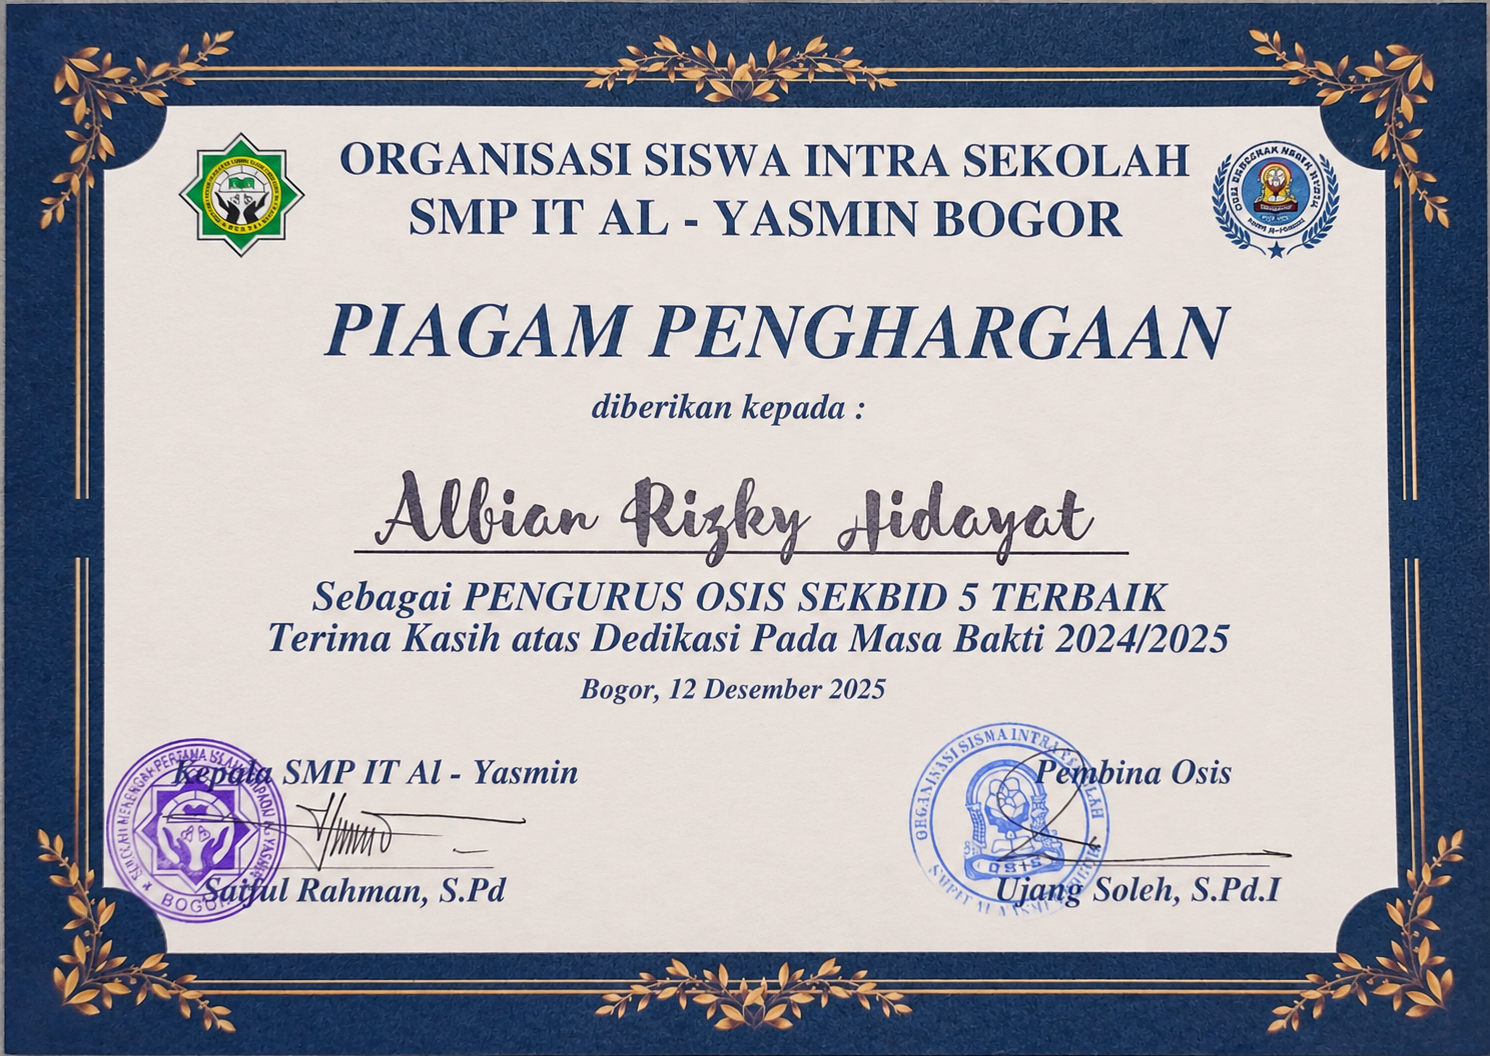 ORGANISASI SISWA INTRA SEKOLAH
SMP IT AL - YASMIN BOGOR
PIAGAM PENGHARGAAN
diberikan kepada :
Albian Rizky Hidayat
Sebagai PENGURUS OSIS SEKBID 5 TERBAIK
Terima Kasih atas Dedikasi Pada Masa Bakti 2024/2025
Bogor, 12 Desember 2025
Kepala SMP IT Al - Yasmin
Pembina Osis
BOGOR
OSIS
Saiful Rahman, S.Pd
Ujang Soleh, S.Pd.I